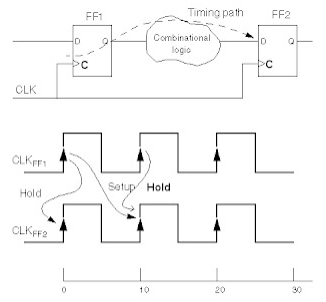 FF1 Timing path FF2
D Q Combinational logic D Q
C C
CLK
CLKFF1
Hold Setup Hold
CLKFF2
0 10 20 30